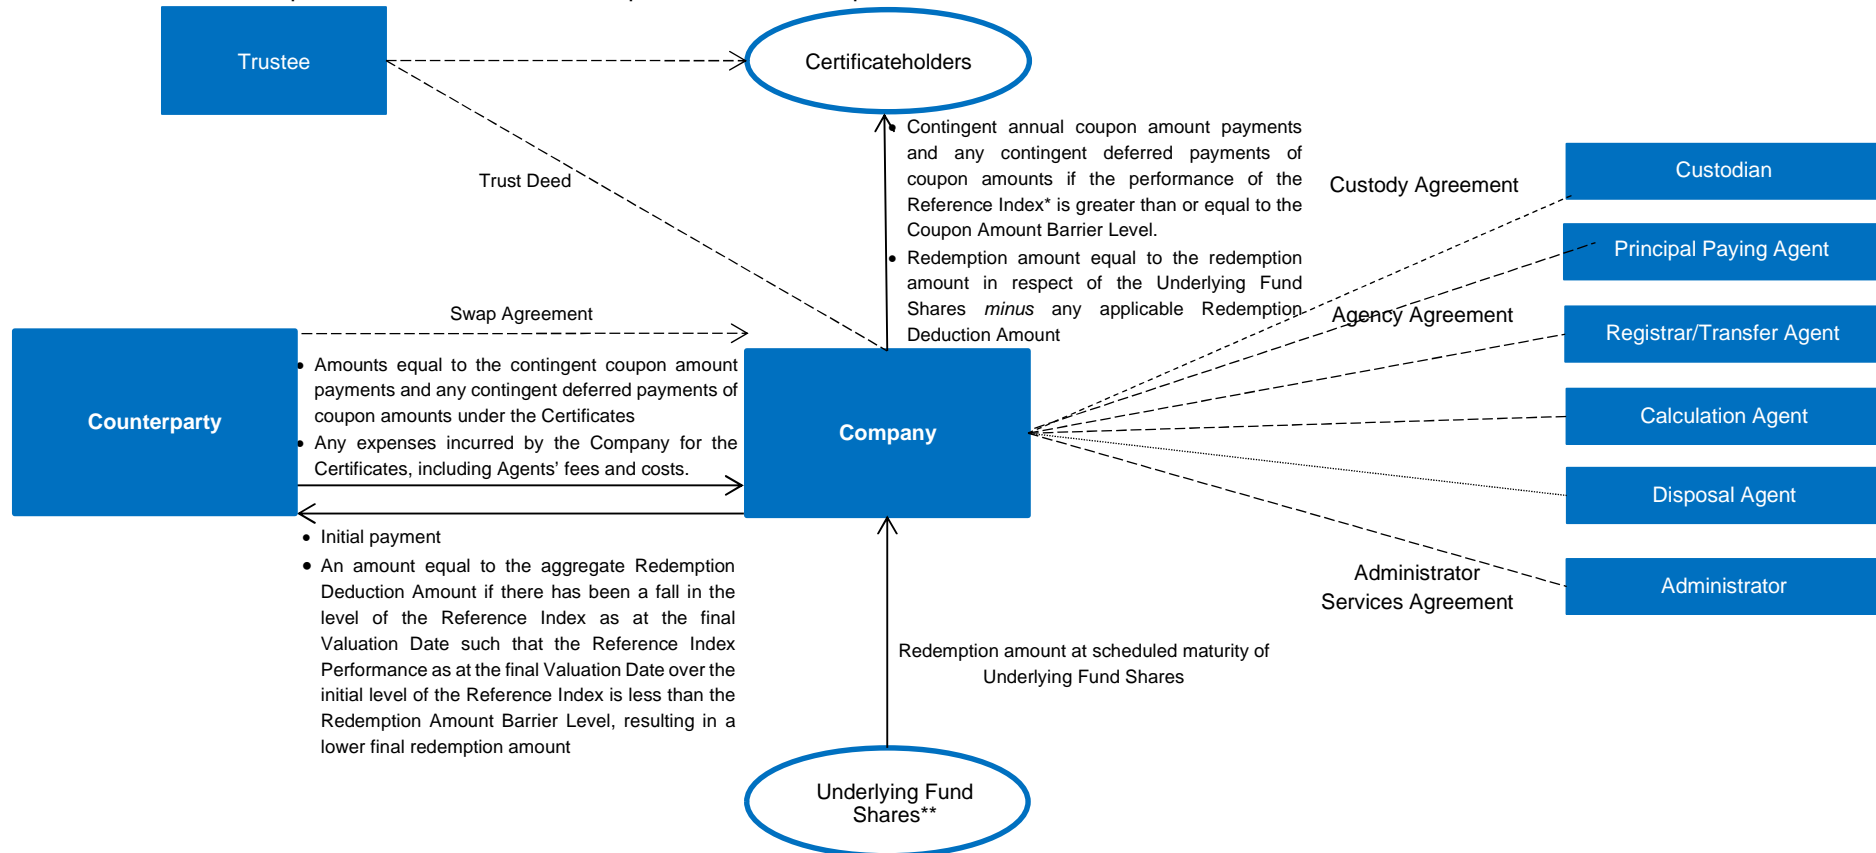 Trustee
Certificateholders
Trust Deed
• Contingent annual coupon amount payments
and any contingent deferred payments of
coupon amounts if the performance of the
Reference Index* is greater than or equal to the
Coupon Amount Barrier Level.
• Redemption amount equal to the redemption
amount in respect of the Underlying Fund
Shares minus any applicable Redemption
Deduction Amount
Custody Agreement
Custodian
Principal Paying Agent
Agency Agreement
Registrar/Transfer Agent
Calculation Agent
Disposal Agent
Administrator
Services Agreement
Administrator
Swap Agreement
Counterparty
• Amounts equal to the contingent coupon amount
payments and any contingent deferred payments of
coupon amounts under the Certificates
• Any expenses incurred by the Company for the
Certificates, including Agents’ fees and costs.
Company
• Initial payment
• An amount equal to the aggregate Redemption
Deduction Amount if there has been a fall in the
level of the Reference Index as at the final
Valuation Date such that the Reference Index
Performance as at the final Valuation Date over the
initial level of the Reference Index is less than the
Redemption Amount Barrier Level, resulting in a
lower final redemption amount
Redemption amount at scheduled maturity of
Underlying Fund Shares
Underlying Fund
Shares**